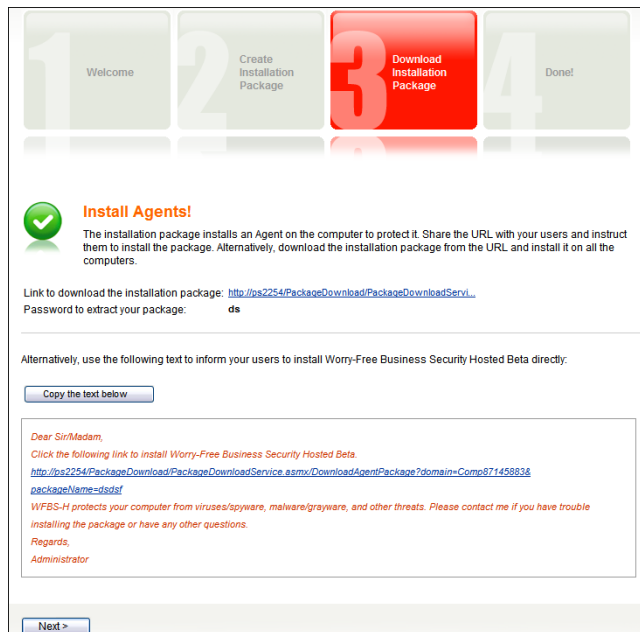 1
Welcome
2
Create
Installation
Package
3
Download
Installation
Package
4
Done!
Install Agents!
The installation package installs an Agent on the computer to protect it. Share the URL with your users and instruct
them to install the package. Alternatively, download the installation package from the URL and install it on all the
computers.
Link to download the installation package: http://ps2254/PackageDownload/PackageDownloadServi...
Password to extract your package: ds
Alternatively, use the following text to inform your users to install Worry-Free Business Security Hosted Beta directly:
Copy the text below
Dear Sir/Madam,
Click the following link to install Worry-Free Business Security Hosted Beta.
http://ps2254/PackageDownload/PackageDownloadService.asmx/DownloadAgentPackage?domain=Comp87145883&
packageName=dsdsf
WFBS-H protects your computer from viruses/spyware, malware/grayware, and other threats. Please contact me if you have trouble
installing the package or have any other questions.
Regards,
Administrator
Next >